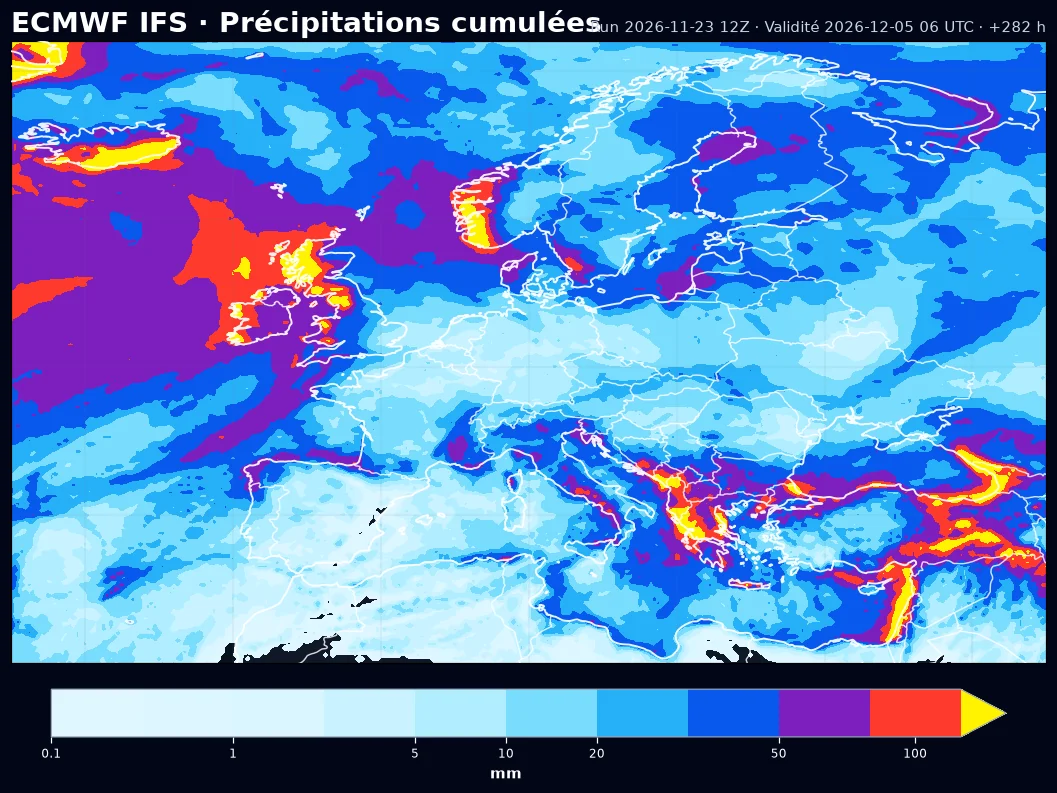 ECMWF IFS · Précipitations cumulées
Run 2026-11-23 12Z · Validité 2026-12-05 06 UTC · +282 h
0.1 1 5 10 20 50 100
mm